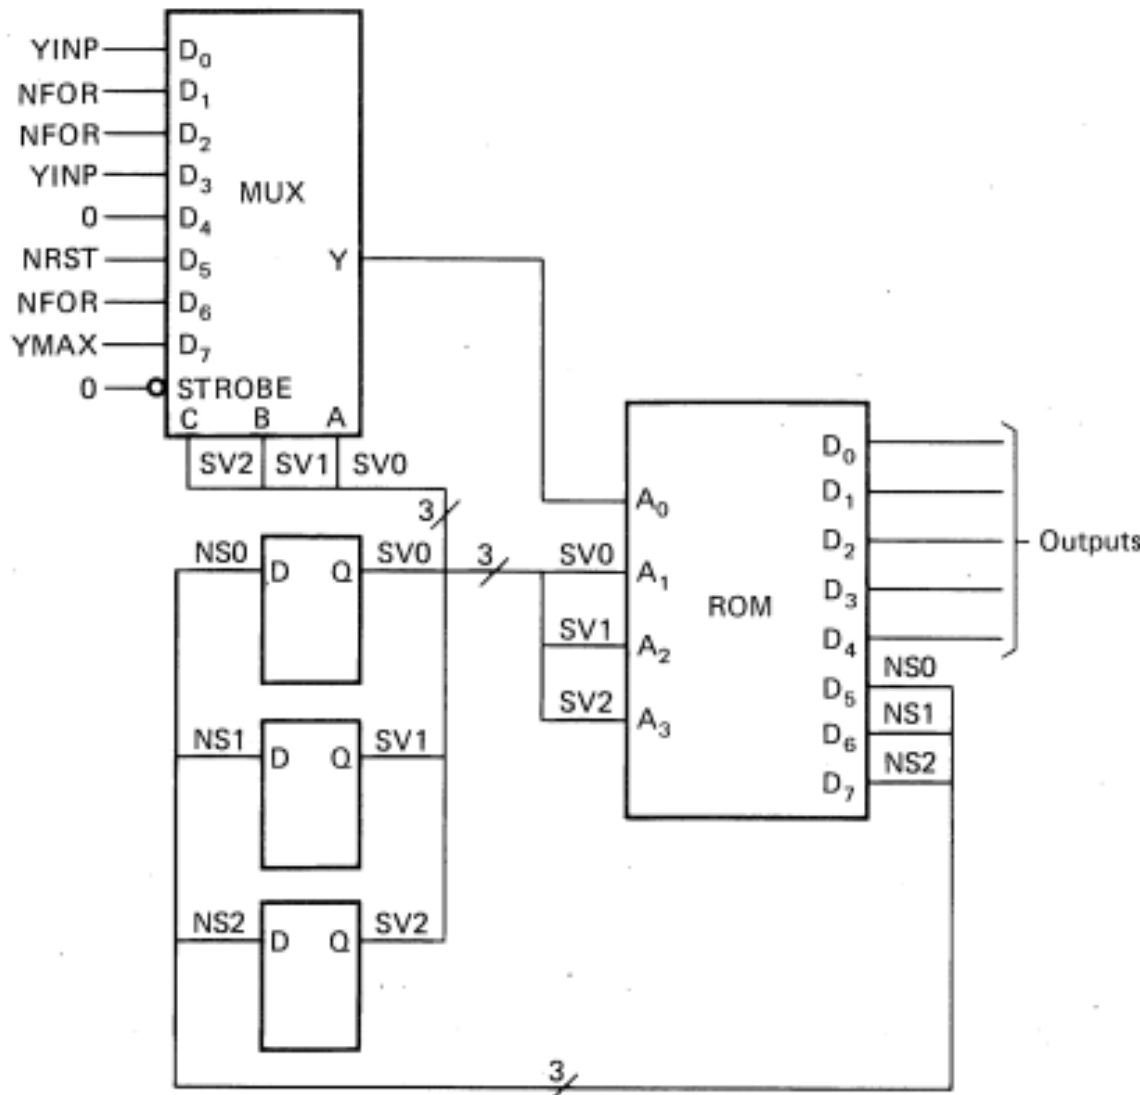 YINP D0
NFOR D1
NFOR D2
YINP D3
MUX
0 D4
NRST D5 Y
NFOR D6
YMAX D7
0 STROBE
C B A
SV2 SV1 SV0
3
D0
D1
A0
D2 Outputs
NS0 D Q SV0 3 SV0 A1
D3
ROM
SV1 A2
D4
NS0
D5
SV2 A3
NS1
D6
NS1 D Q SV1
NS2
D7
NS2 D Q SV2
3